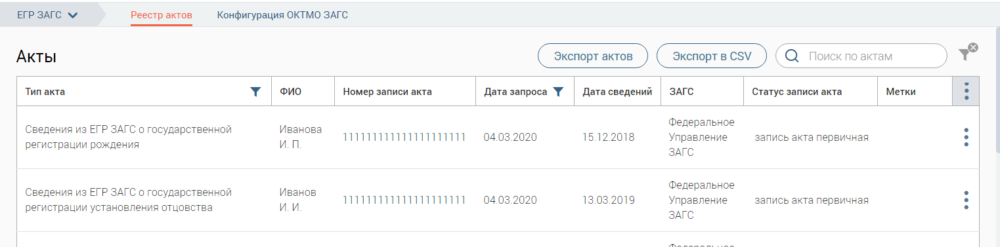 ЕГР ЗАГС
Реестр актов
Конфигурация ОКТМО ЗАГС
Акты
Экспорт актов
Экспорт в CSV
Поиск по актам
Тип акта
ФИО
Номер записи акта
Дата запроса
Дата сведений
ЗАГС
Статус записи акта
Метки
Сведения из ЕГР ЗАГС о государственной
регистрации рождения
Иванова
И. П.
111111111111111111111
04.03.2020
15.12.2018
Федеральное
Управление
ЗАГС
запись акта первичная
Сведения из ЕГР ЗАГС о государственной
регистрации установления отцовства
Иванов
И. И.
111111111111111111111
04.03.2020
13.03.2019
Федеральное
Управление
ЗАГС
запись акта первичная
Федеральное